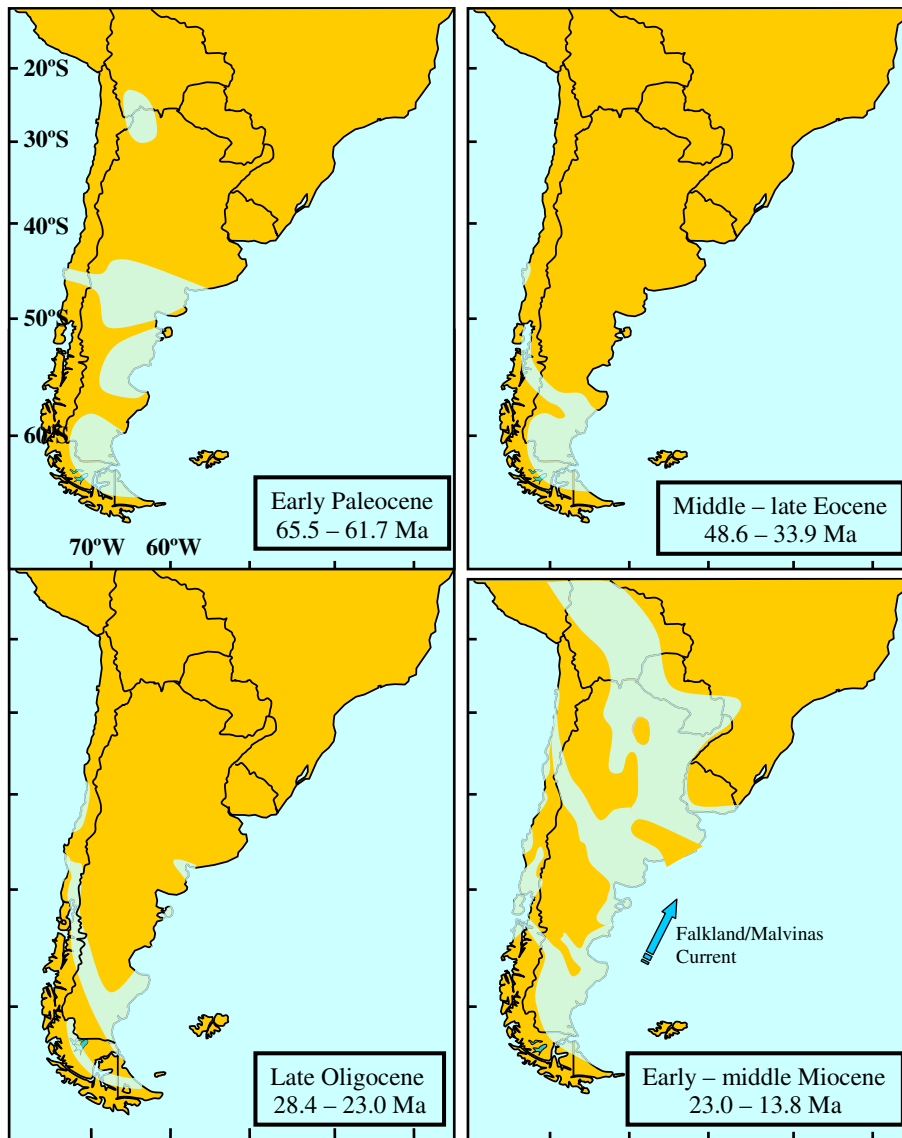 20ºS
30ºS
40ºS
50ºS
60ºS
Early Paleocene
65.5 – 61.7 Ma
70ºW 60ºW
Middle – late Eocene
48.6 – 33.9 Ma
Late Oligocene
28.4 – 23.0 Ma
Falkland/Malvinas
Current
Early – middle Miocene
23.0 – 13.8 Ma